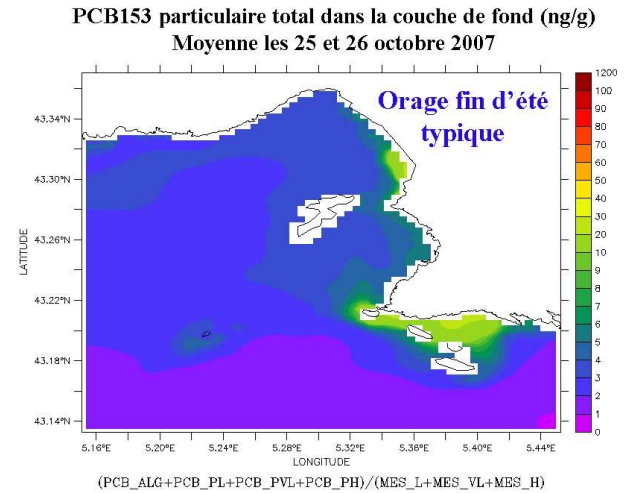 PCB153 particulaire total dans la couche de fond (ng/g)
Moyenne les 25 et 26 octobre 2007
Orage fin d'été
typique
1200
100
90
80
70
60
50
40
30
20
10
9
8
7
6
5
4
3
2
1
0
43.34°N
43.30°N
43.26°N
43.22°N
43.18°N
43.14°N
LATITUDE
5.16°E 5.20°E 5.24°E 5.28°E 5.32°E 5.36°E 5.40°E 5.44°E
LONGITUDE
(PCB_ALG+PCB_PL+PCB_PVL+PCB_PH)/(MES_L+MES_VL+MES_H)